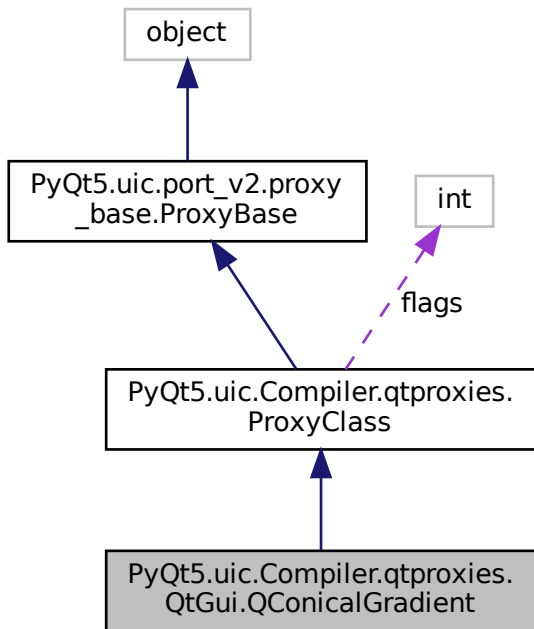 object
PyQt5.uic.port_v2.proxy
_base.ProxyBase
int
flags
PyQt5.uic.Compiler.qtproxies.
ProxyClass
PyQt5.uic.Compiler.qtproxies.
QtGui.QConicalGradient